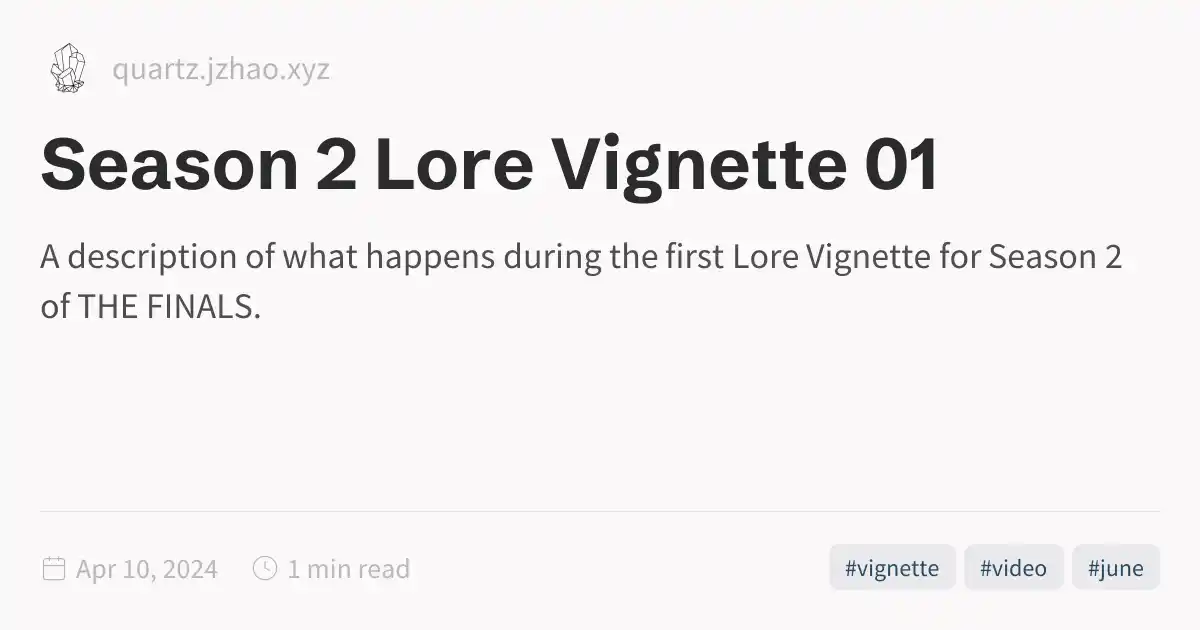 quartz.jzhao.xyz
Season 2 Lore Vignette 01
A description of what happens during the first Lore Vignette for Season 2
of THE FINALS.
Apr 10, 2024 1 min read #vignette #video #june